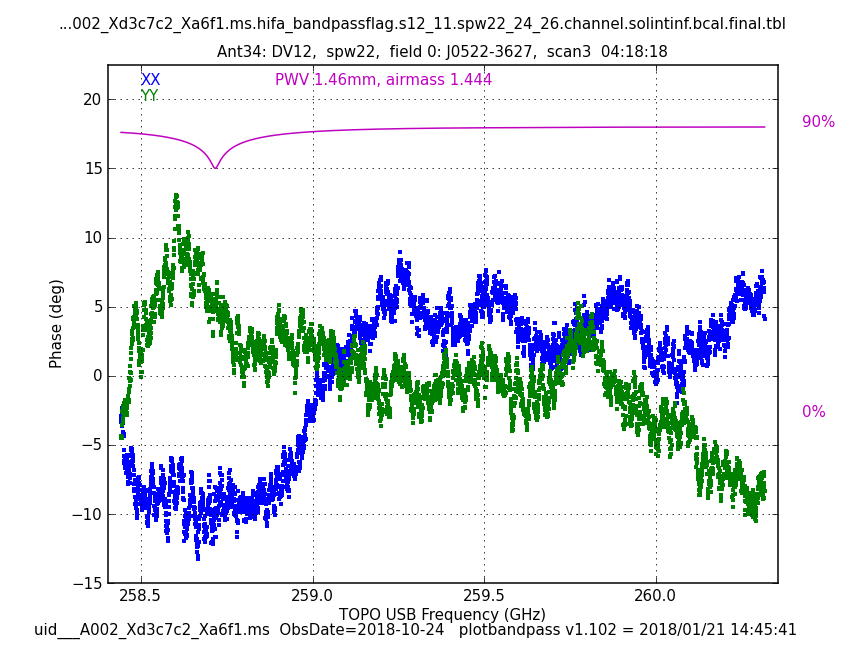 ...002_Xd3c7c2_Xa6f1.ms.hifa_bandpassflag.s12_11.spw22_24_26.channel.solintinf.bcal.final.tbl
Ant34: DV12, spw22, field 0: J0522-3627, scan3 04:18:18
XX
PWV 1.46mm, airmass 1.444
YY
90%
0%
Phase (deg)
20
15
10
5
0
−5
−10
−15
258.5
259.0
259.5
260.0
TOPO USB Frequency (GHz)
uid___A002_Xd3c7c2_Xa6f1.ms ObsDate=2018-10-24 plotbandpass v1.102 = 2018/01/21 14:45:41